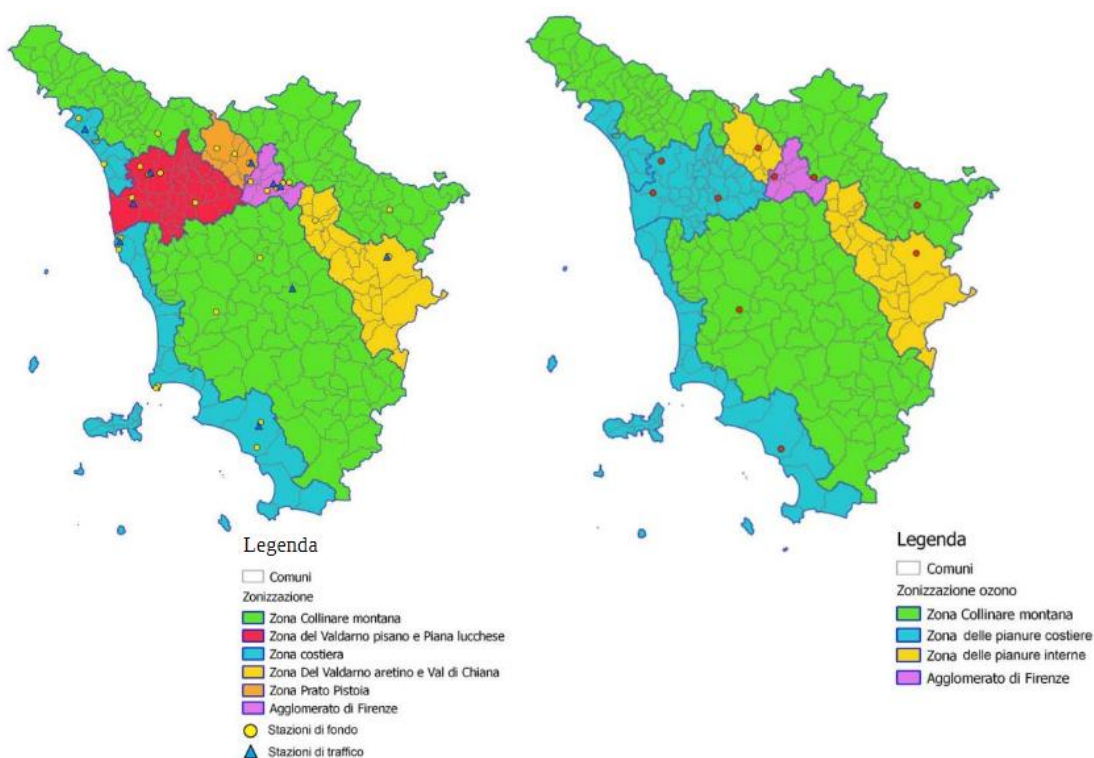 Legenda
Comuni
Zonizzazione
Zona Collinare montana
Zona del Valdarno pisano e Piana lucchese
Zona costiera
Zona Del Valdarno aretino e Val di Chiana
Zona Prato Pistoia
Agglomerato di Firenze
Stazioni di fondo
Stazioni di traffico
Legenda
Comuni
Zonizzazione ozono
Zona Collinare montana
Zona delle pianure costiere
Zona delle pianure interne
Agglomerato di Firenze